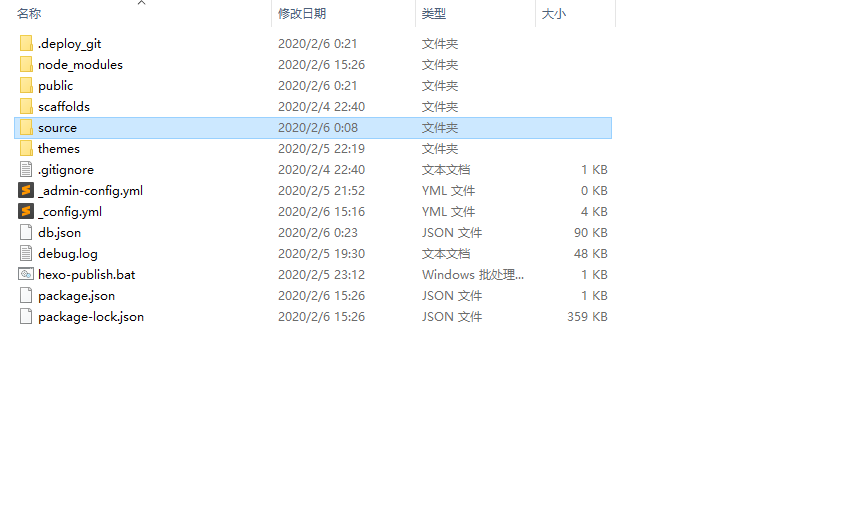 名称 修改日期 类型 大小
.deploy_git 2020/2/6 0:21 文件夹
node_modules 2020/2/6 15:26 文件夹
public 2020/2/6 0:21 文件夹
scaffolds 2020/2/4 22:40 文件夹
source 2020/2/6 0:08 文件夹
themes 2020/2/5 22:19 文件夹
.gitignore 2020/2/4 22:40 文本文档 1 KB
_admin-config.yml 2020/2/5 21:52 YML 文件 0 KB
_config.yml 2020/2/6 15:16 YML 文件 4 KB
db.json 2020/2/6 0:23 JSON 文件 90 KB
debug.log 2020/2/5 19:30 文本文档 48 KB
hexo-publish.bat 2020/2/5 23:12 Windows 批处理... 1 KB
package.json 2020/2/6 15:26 JSON 文件 1 KB
package-lock.json 2020/2/6 15:26 JSON 文件 359 KB